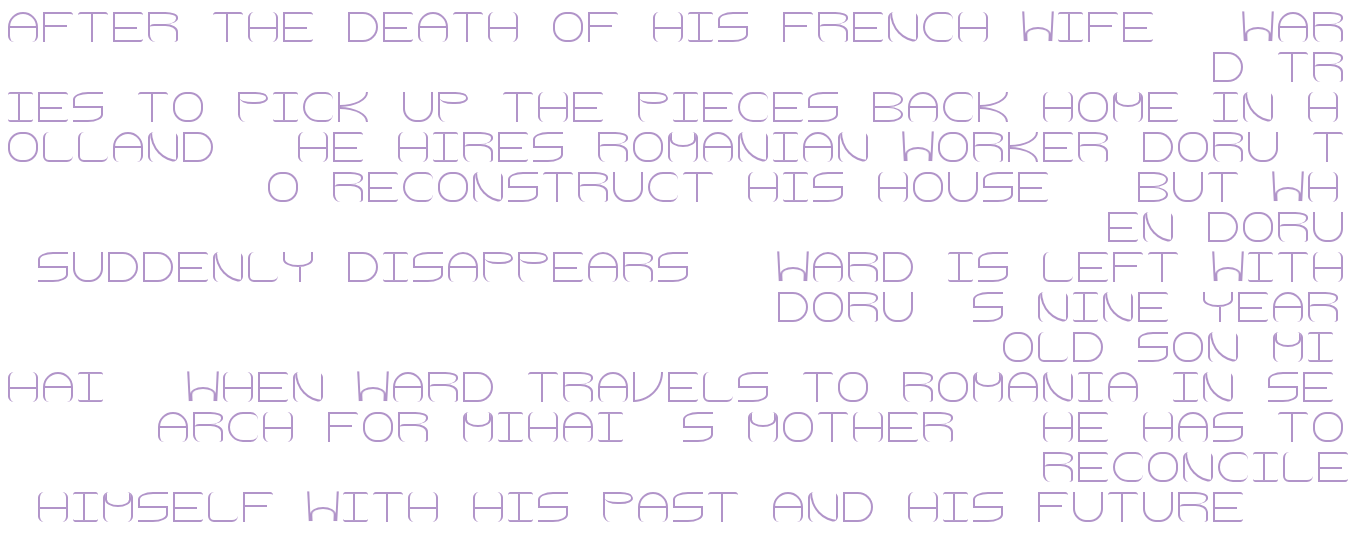 AFTER THE DEATH OF HIS FRENCH WIFE WAR
D TR
IES TO PICK UP THE PIECES BACK HOME IN H
OLLAND HE HIRES ROMANIAN WORKER DORU T
O RECONSTRUCT HIS HOUSE BUT WH
EN DORU
SUDDENLY DISAPPEARS WARD IS LEFT WITH
DORU S NINE YEAR
OLD SON MI
HAI WHEN WARD TRAVELS TO ROMANIA IN SE
ARCH FOR MIHAI S MOTHER HE HAS TO
RECONCILE
HIMSELF WITH HIS PAST AND HIS FUTURE